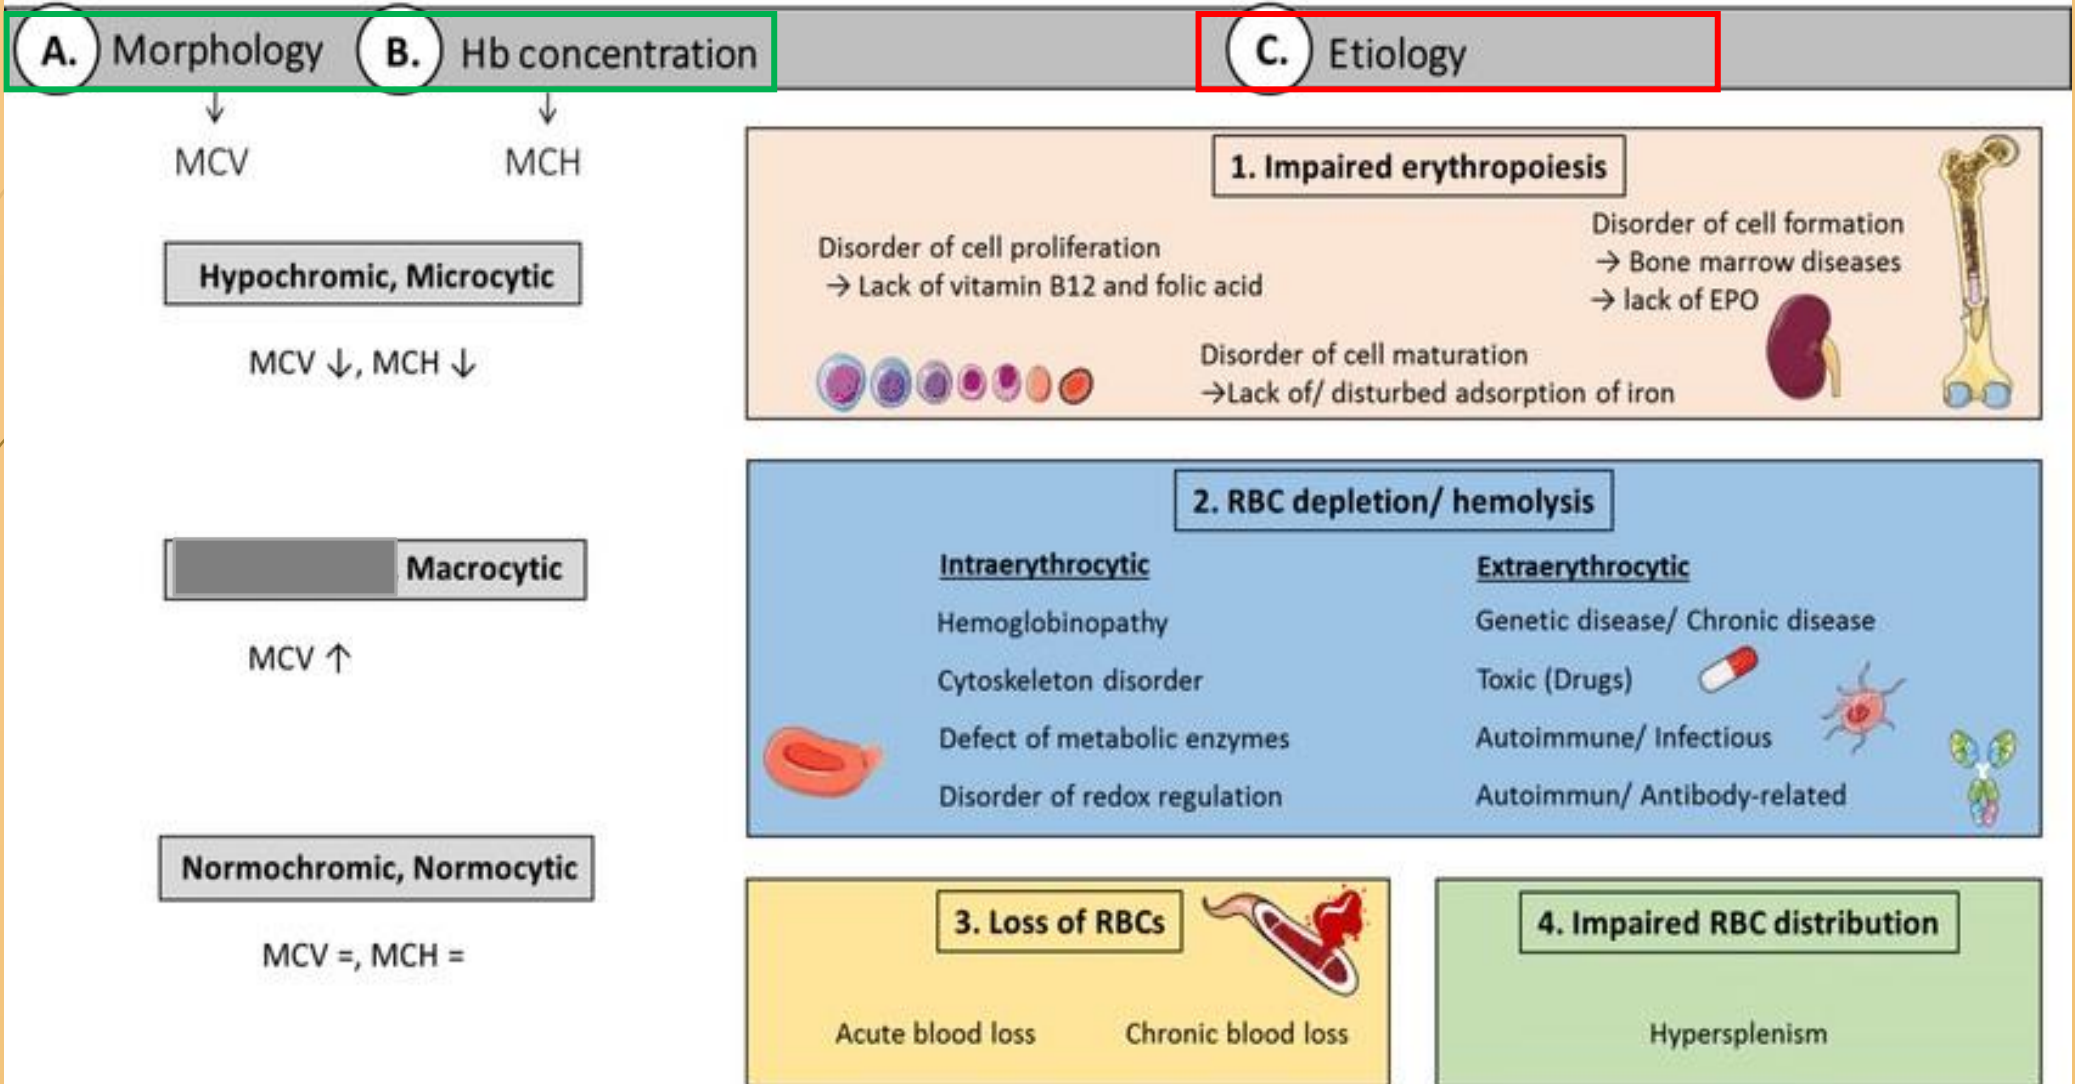 A. Morphology
B. Hb concentration
C. Etiology
MCV
MCH
Hypochromic, Microcytic
MCV ↓, MCH ↓
Macrocytic
MCV ↑
Normochromic, Normocytic
MCV =, MCH =
1. Impaired erythropoiesis
Disorder of cell proliferation
→ Lack of vitamin B12 and folic acid
Disorder of cell formation
→ Bone marrow diseases
→ lack of EPO
Disorder of cell maturation
→Lack of/ disturbed adsorption of iron
2. RBC depletion/ hemolysis
Intraerythrocytic
Hemoglobinopathy
Cytoskeleton disorder
Defect of metabolic enzymes
Disorder of redox regulation
Extraerythrocytic
Genetic disease/ Chronic disease
Toxic (Drugs)
Autoimmune/ Infectious
Autoimmun/ Antibody-related
3. Loss of RBCs
Acute blood loss
Chronic blood loss
4. Impaired RBC distribution
Hypersplenism